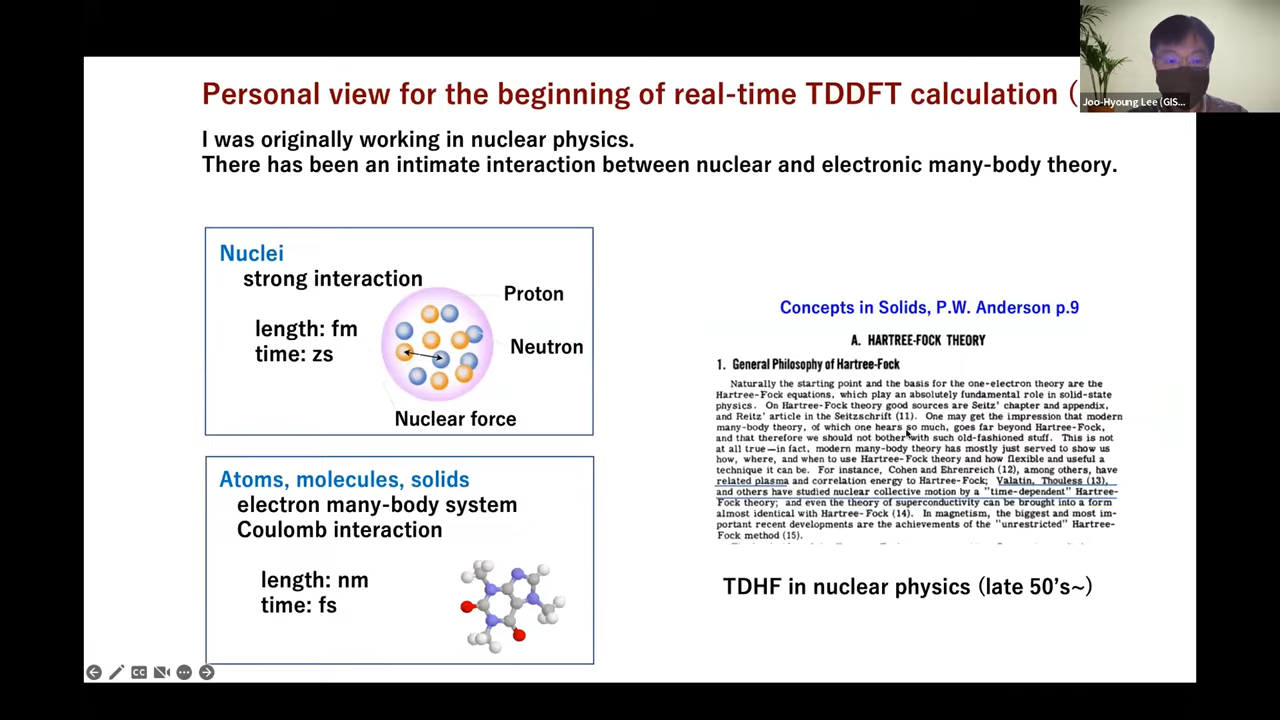 Personal view for the beginning of real-time TDDFT calculation (
Joo-Hyoung Lee (GIS...
I was originally working in nuclear physics.
There has been an intimate interaction between nuclear and electronic many-body theory.
Nuclei
strong interaction
length: fm
time: zs
Proton
Neutron
Nuclear force
Atoms, molecules, solids
electron many-body system
Coulomb interaction
length: nm
time: fs
Concepts in Solids, P.W. Anderson p.9
A. HARTREE-FOCK THEORY
1. General Philosophy of Hartree-Fock
Naturally the starting point and the basis for the one-electron theory are the
Hartree-Fock equations, which play an absolutely fundamental role in solid-state
physics. On Hartree-Fock theory good sources are Seitz' chapter and appendix,
and Reitz' article in the Seitzschrift (11). One may get the impression that modern
many-body theory, of which one hears so much, goes far beyond Hartree-Fock,
and that therefore we should not bother with such old-fashioned stuff. This is not
at all true—in fact, modern many-body theory has mostly just served to show us
how, where, and when to use Hartree-Fock theory and how flexible and useful a
technique it can be. For instance, Cohen and Ehrenreich (12), among others, have
related plasma and correlation energy to Hartree-Fock; Valatin, Thouless (13),
and others have studied nuclear collective motion by a "time-dependent" Hartree-
Fock theory; and even the theory of superconductivity can be brought into a form
almost identical with Hartree-Fock (14). In magnetism, the biggest and most im-
portant recent developments are the achievements of the "unrestricted" Hartree-
Fock method (15).
TDHF in nuclear physics (late 50's~)
CC